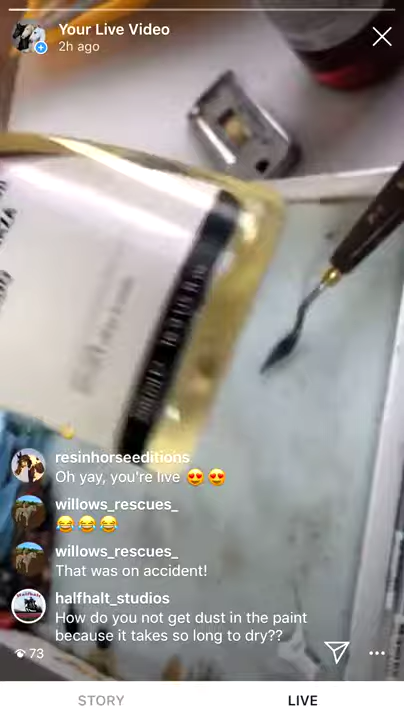 Your Live Video
2h ago
resinhorseeditions
Oh yay, you're live 😍 😍
willows_rescues_
😂 😂 😂
willows_rescues_
That was on accident!
halfhalt_studios
How do you not get dust in the paint
because it takes so long to dry??
73
STORY
LIVE